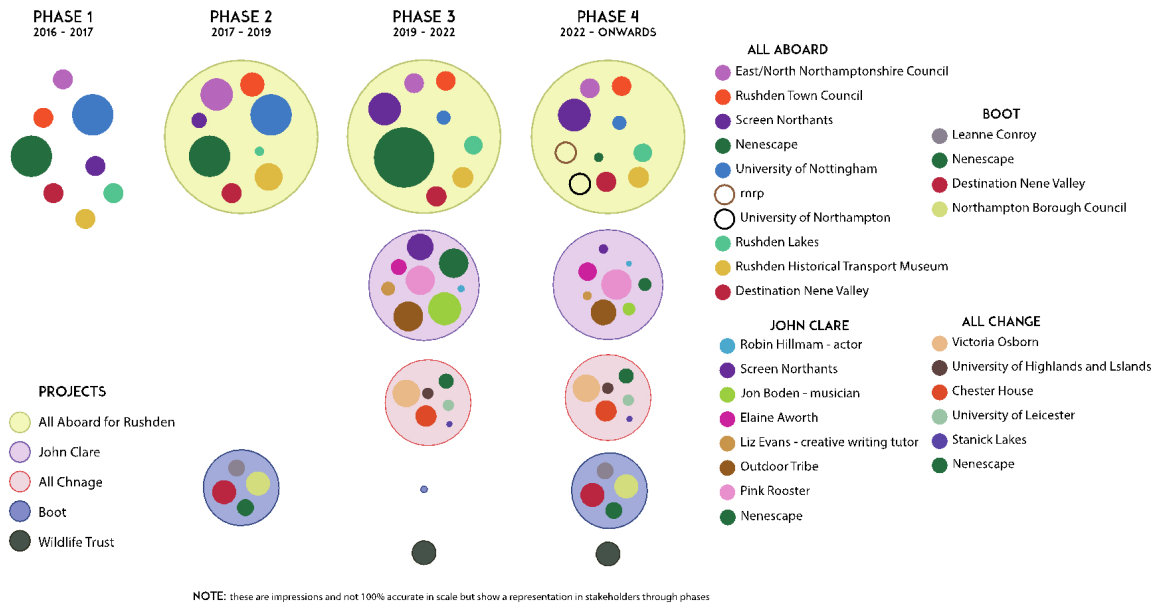 PHASE 1
2016 - 2017
PHASE 2
2017 - 2019
PHASE 3
2019 - 2022
PHASE 4
2022 - ONWARDS
ALL ABOARD
East/North Northamptonshire Council
Rushden Town Council
Screen Northants
Nenescape
University of Nottingham
rnrp
University of Northampton
Rushden Lakes
Rushden Historical Transport Museum
Destination Nene Valley
BOOT
Leanne Conroy
Nenescape
Destination Nene Valley
Northampton Borough Council
JOHN CLARE
Robin Hillmam - actor
Screen Northants
Jon Boden - musician
Elaine Aworth
Liz Evans - creative writing tutor
Outdoor Tribe
Pink Rooster
Nenescape
ALL CHANGE
Victoria Osborn
University of Highlands and Lslands
Chester House
University of Leicester
Stanick Lakes
Nenescape
PROJECTS
All Aboard for Rushden
John Clare
All Chnage
Boot
Wildlife Trust
NOTE: these are impressions and not 100% accurate in scale but show a representation in stakeholders through phases